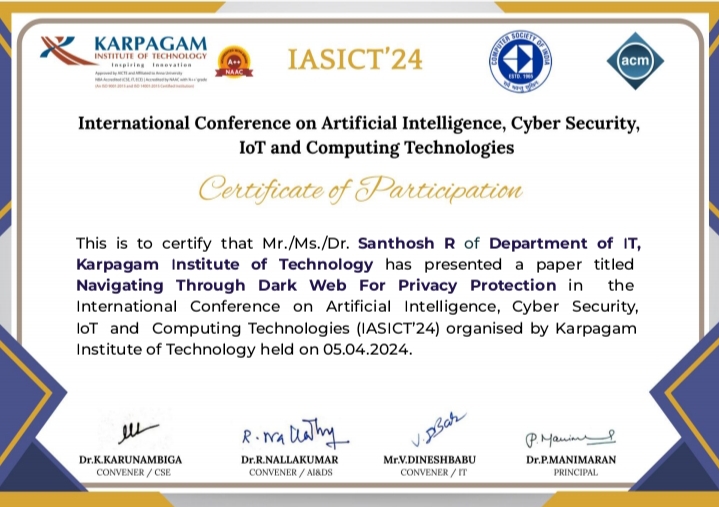 KARPAGAM
INSTITUTE OF TECHNOLOGY
Inspiring Innovation
Approved by AICTE and Affiliated to Anna University
A++
NAAC
IASICT'24
COMPUTER SOCIETY OF INDIA
ESTD. 1965
acm
International Conference on Artificial Intelligence, Cyber Security,
IoT and Computing Technologies
Certificate of Participation
This is to certify that Mr./Ms./Dr. Santhosh R of Department of IT,
Karpagam Institute of Technology has presented a paper titled
Navigating Through Dark Web For Privacy Protection in the
International Conference on Artificial Intelligence, Cyber Security,
IoT and Computing Technologies (IASICT'24) organised by Karpagam
Institute of Technology held on 05.04.2024.
Dr.K.KARUNAMBIGA
CONVENER / CSE
Dr.R.NALLAKUMAR
CONVENER / AI&DS
Mr.V.DINESHBABU
CONVENER / IT
Dr.P.MANIMARAN
PRINCIPAL